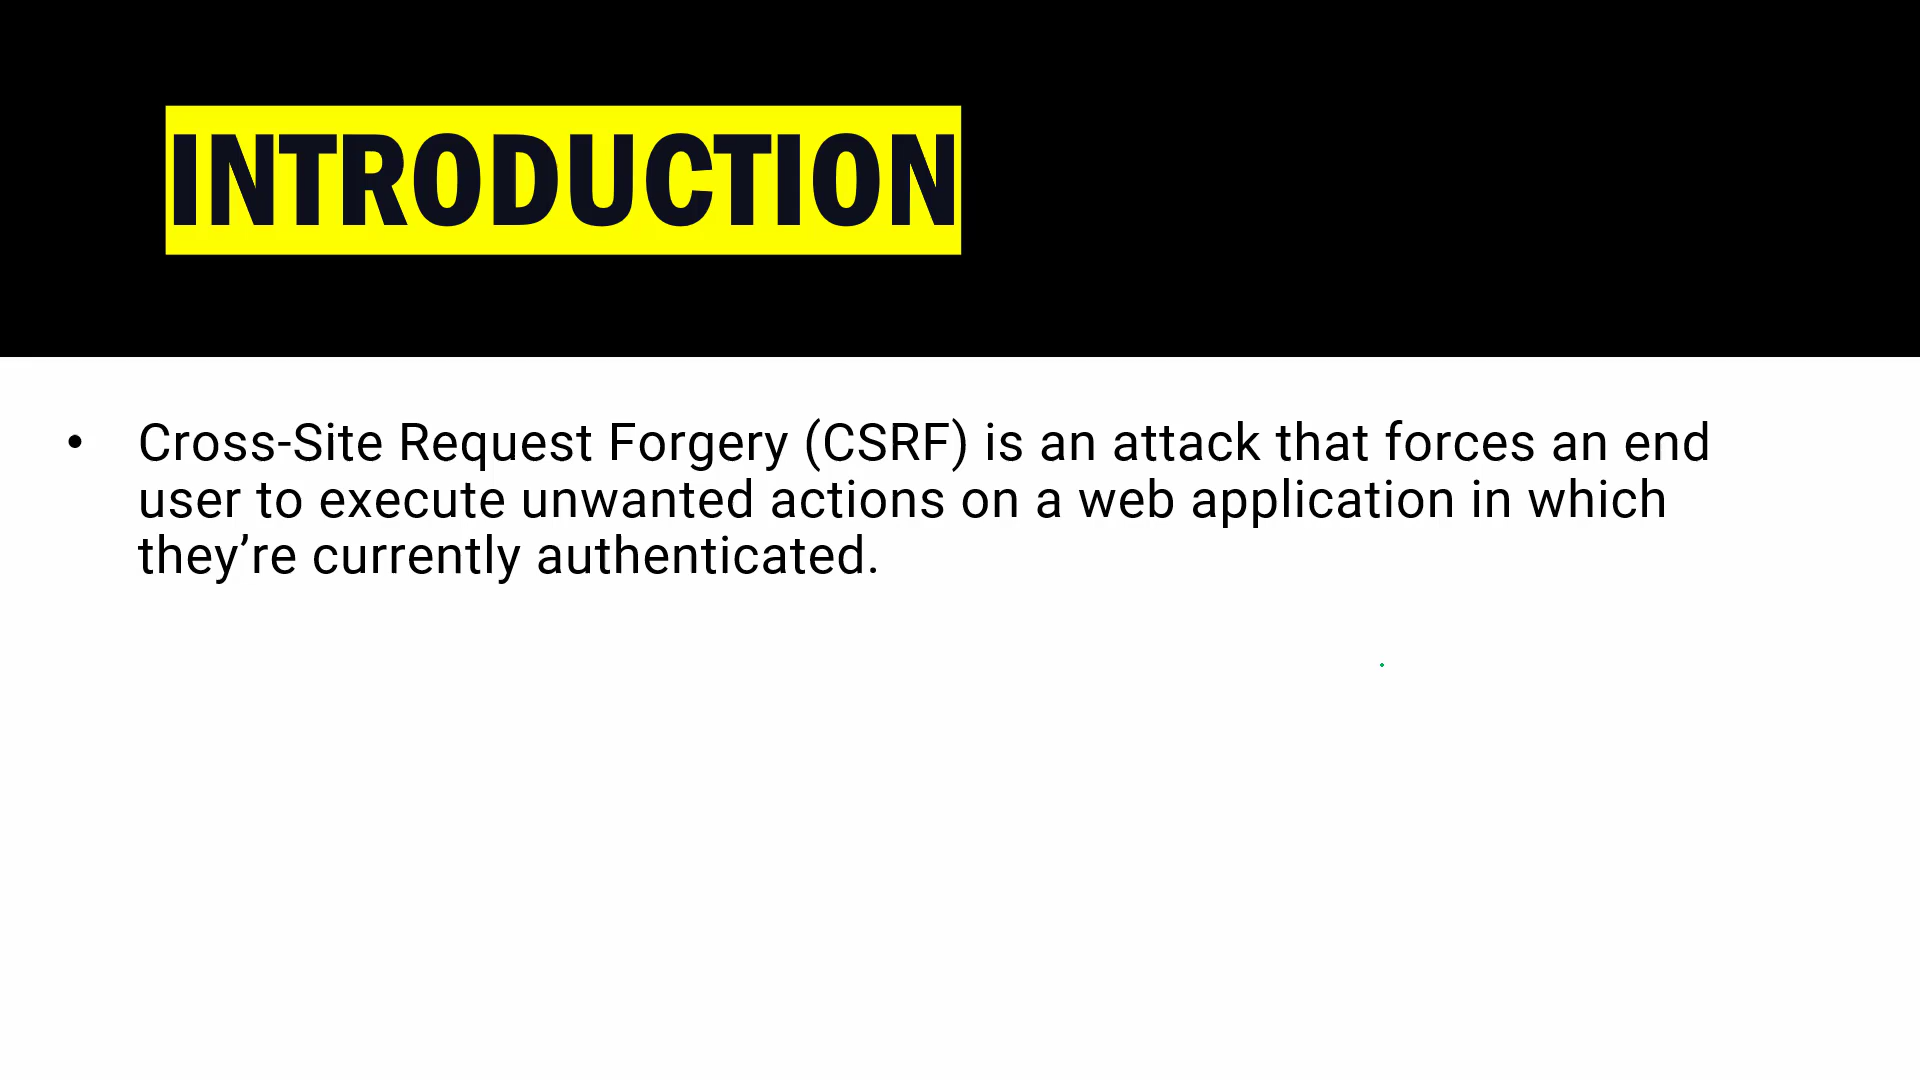 INTRODUCTION
• Cross-Site Request Forgery (CSRF) is an attack that forces an end
user to execute unwanted actions on a web application in which
they’re currently authenticated.